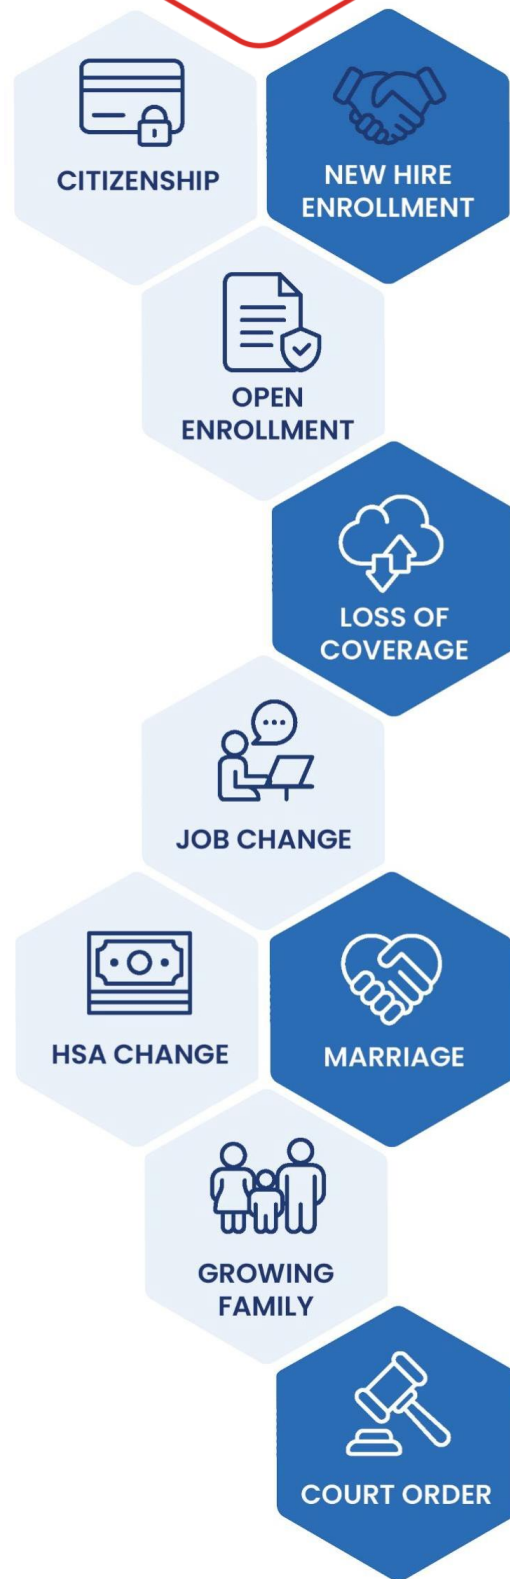 CITIZENSHIP
NEW HIRE
ENROLLMENT
OPEN
ENROLLMENT
LOSS OF
COVERAGE
JOB CHANGE
HSA CHANGE
MARRIAGE
GROWING
FAMILY
COURT ORDER